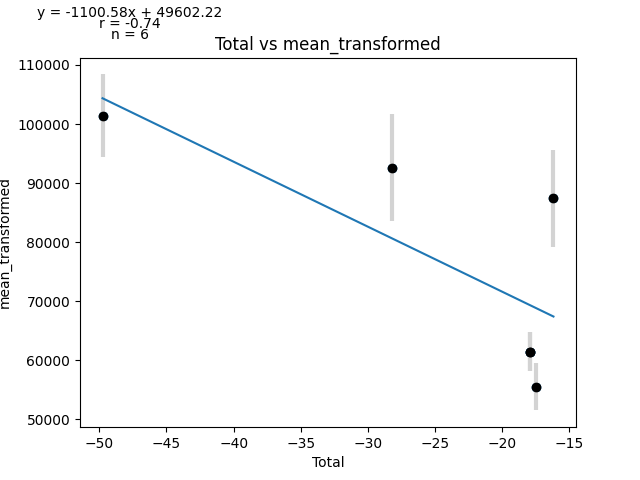 y = -1100.58x + 49602.22
r = -0.74
n = 6
Total vs mean_transformed
110000
100000
90000
80000
70000
60000
50000
mean_transformed
−50
−45
−40
−35
−30
−25
−20
−15
Total